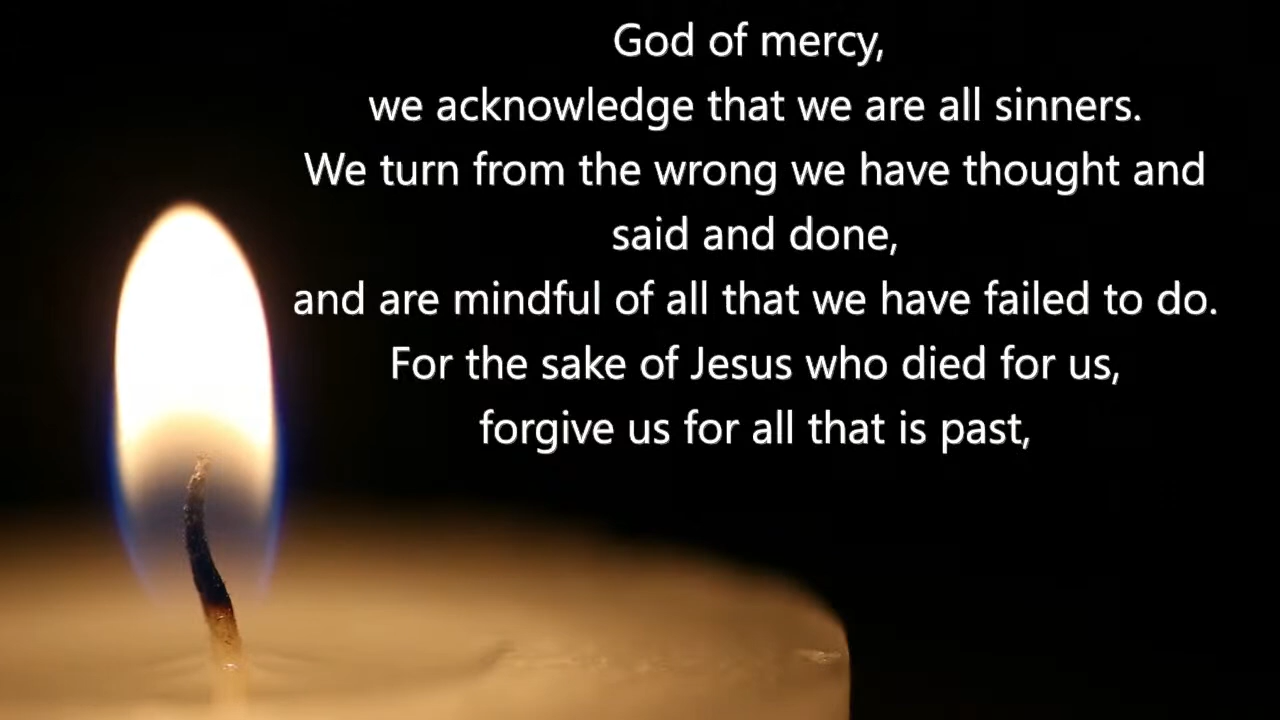 God of mercy,
we acknowledge that we are all sinners.
We turn from the wrong we have thought and
said and done,
and are mindful of all that we have failed to do.
For the sake of Jesus who died for us,
forgive us for all that is past,